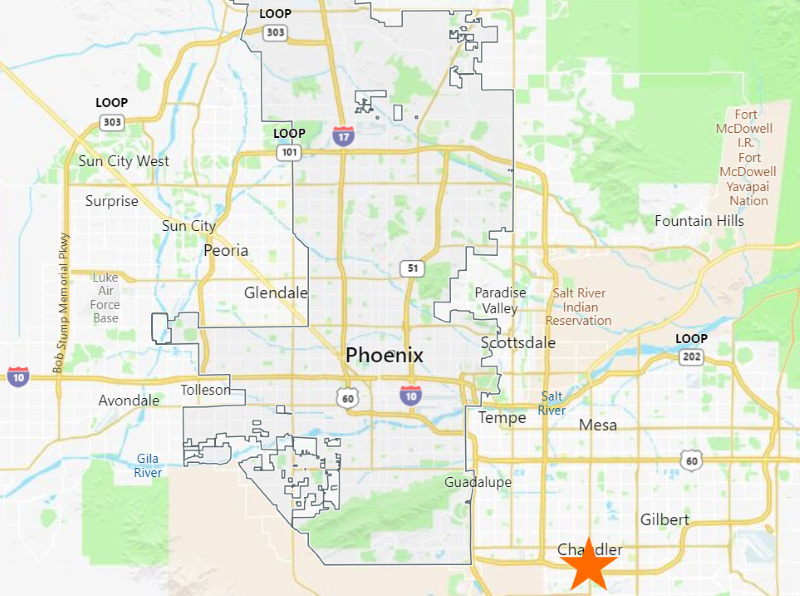 LOOP
303
LOOP
303
Fort
McDowell
I.R.
Fort
McDowell
Yavapai
Nation
LOOP
101
17
Sun City West
Surprise
Sun City
Fountain Hills
Peoria
Bob Stump Memorial Pkwy
51
Luke
Air
Force
Base
Glendale
Paradise
Valley
Salt River
Indian
Reservation
Scottsdale
LOOP
202
Phoenix
10
Tolleson
Avondale
60
10
Salt
River
Tempe
Mesa
Gila
River
60
Guadalupe
Gilbert
Chandler